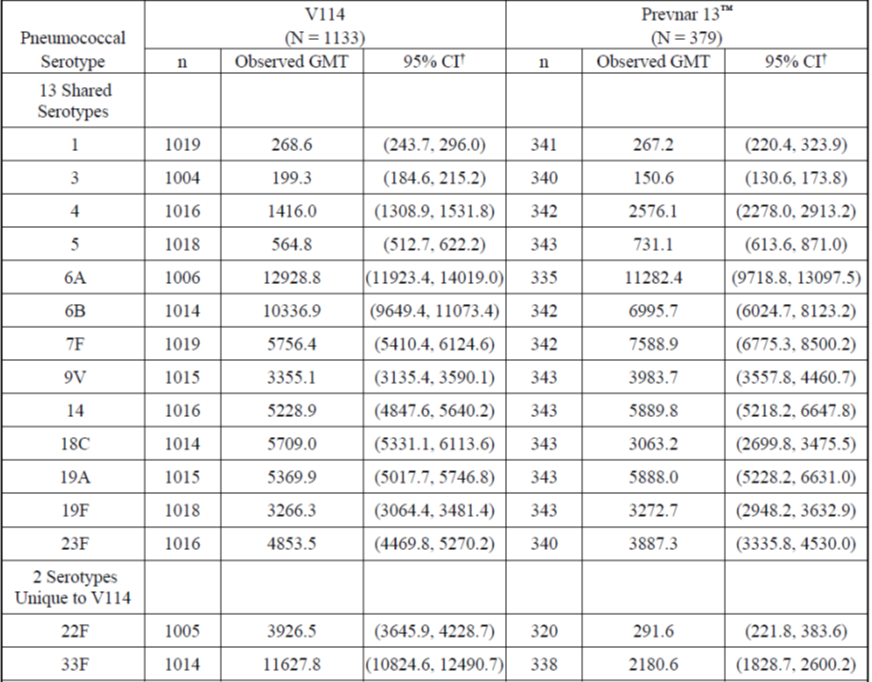 V114 Prevnar 13™
Pneumococcal (N = 1133) (N = 379)
Serotype n Observed GMT 95% CI† n Observed GMT 95% CI†
13 Shared
Serotypes
1 1019 268.6 (243.7, 296.0) 341 267.2 (220.4, 323.9)
3 1004 199.3 (184.6, 215.2) 340 150.6 (130.6, 173.8)
4 1016 1416.0 (1308.9, 1531.8) 342 2576.1 (2278.0, 2913.2)
5 1018 564.8 (512.7, 622.2) 343 731.1 (613.6, 871.0)
6A 1006 12928.8 (11923.4, 14019.0) 335 11282.4 (9718.8, 13097.5)
6B 1014 10336.9 (9649.4, 11073.4) 342 6995.7 (6024.7, 8123.2)
7F 1019 5756.4 (5410.4, 6124.6) 342 7588.9 (6775.3, 8500.2)
9V 1015 3355.1 (3135.4, 3590.1) 343 3983.7 (3557.8, 4460.7)
14 1016 5228.9 (4847.6, 5640.2) 343 5889.8 (5218.2, 6647.8)
18C 1014 5709.0 (5331.1, 6113.6) 343 3063.2 (2699.8, 3475.5)
19A 1015 5369.9 (5017.7, 5746.8) 343 5888.0 (5228.2, 6631.0)
19F 1018 3266.3 (3064.4, 3481.4) 343 3272.7 (2948.2, 3632.9)
23F 1016 4853.5 (4469.8, 5270.2) 340 3887.3 (3335.8, 4530.0)
2 Serotypes
Unique to V114
22F 1005 3926.5 (3645.9, 4228.7) 320 291.6 (221.8, 383.6)
33F 1014 11627.8 (10824.6, 12490.7) 338 2180.6 (1828.7, 2600.2)